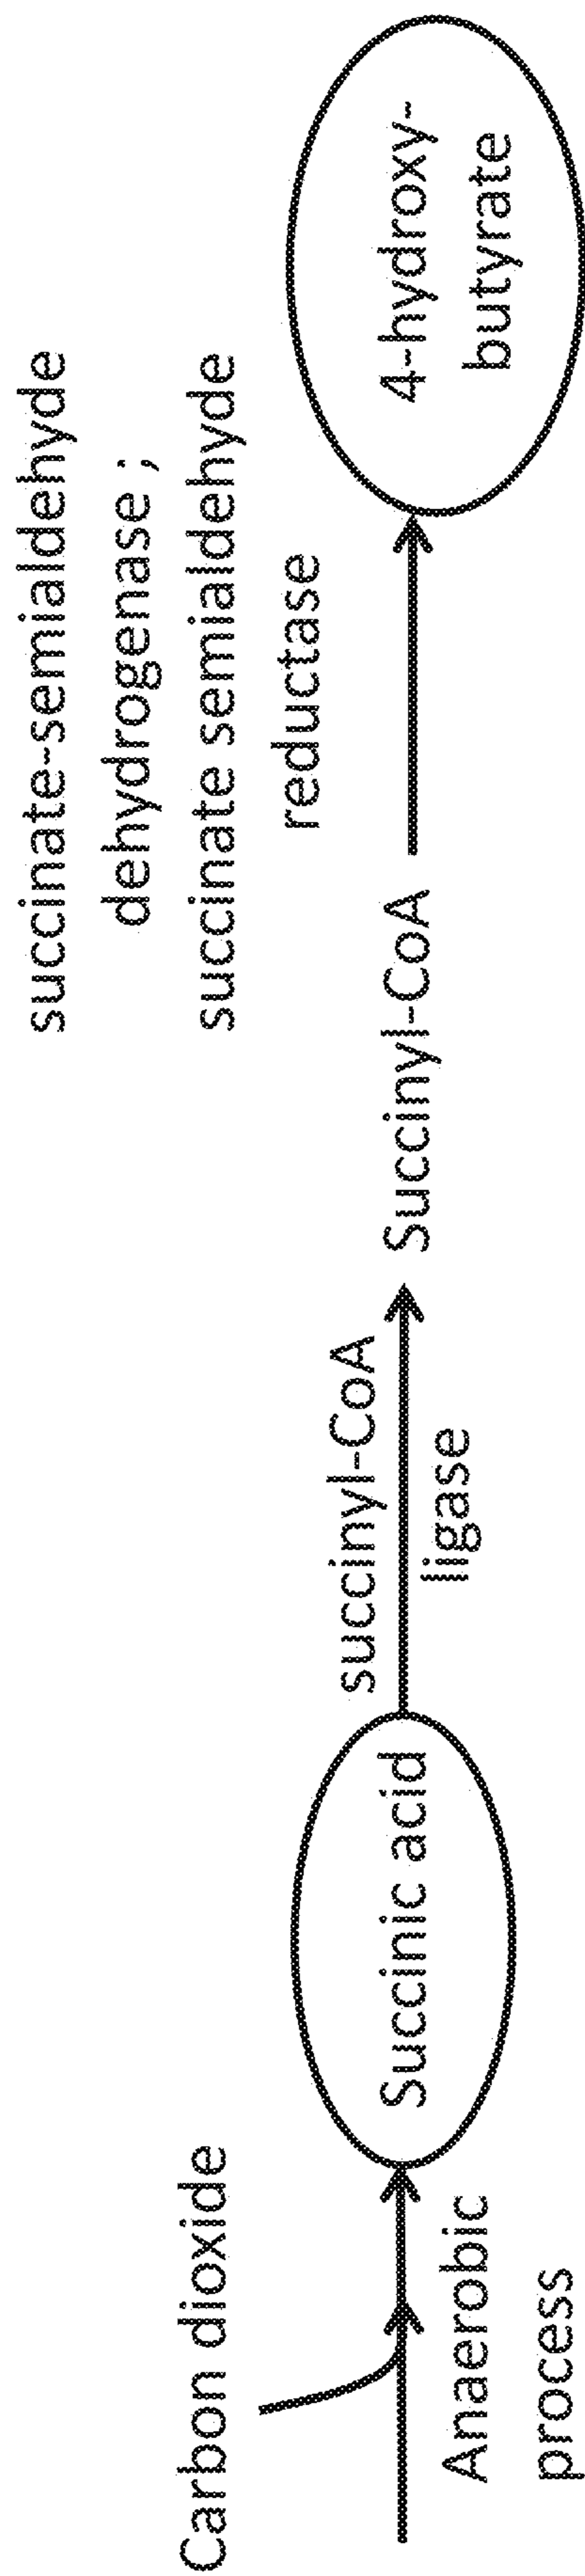 Carbon dioxide
Anaerobic
process
Succinic acid
succinyl-CoA
ligase
Succinyl-CoA
succinate-semialdehyde
dehydrogenase ;
succinate semialdehyde
reductase
4-hydroxy-
butyrate